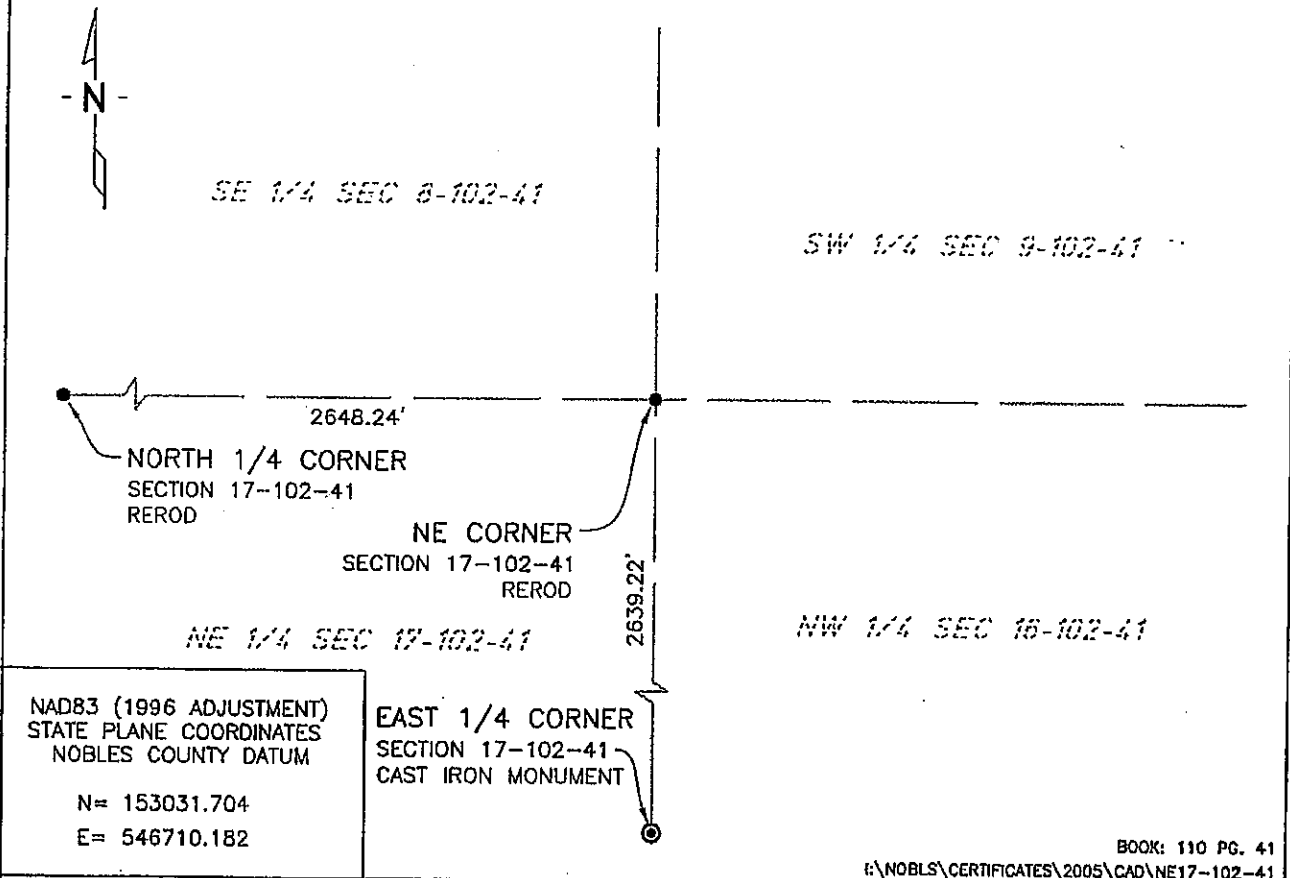 - N -
SE 1/4 SEC 8-102-41
SW 1/4 SEC 9-102-41
2648.24'
NORTH 1/4 CORNER
SECTION 17-102-41
REROD
NE CORNER
SECTION 17-102-41
REROD
2639.22'
NE 1/4 SEC 17-102-41
NW 1/4 SEC 16-102-41
NAD83 (1996 ADJUSTMENT)
STATE PLANE COORDINATES
NOBLES COUNTY DATUM
N= 153031.704
E= 546710.182
EAST 1/4 CORNER
SECTION 17-102-41
CAST IRON MONUMENT
BOOK: 110 PG. 41
I:\NOBLS\CERTIFICATES\2005\CAD\NE17-102-41